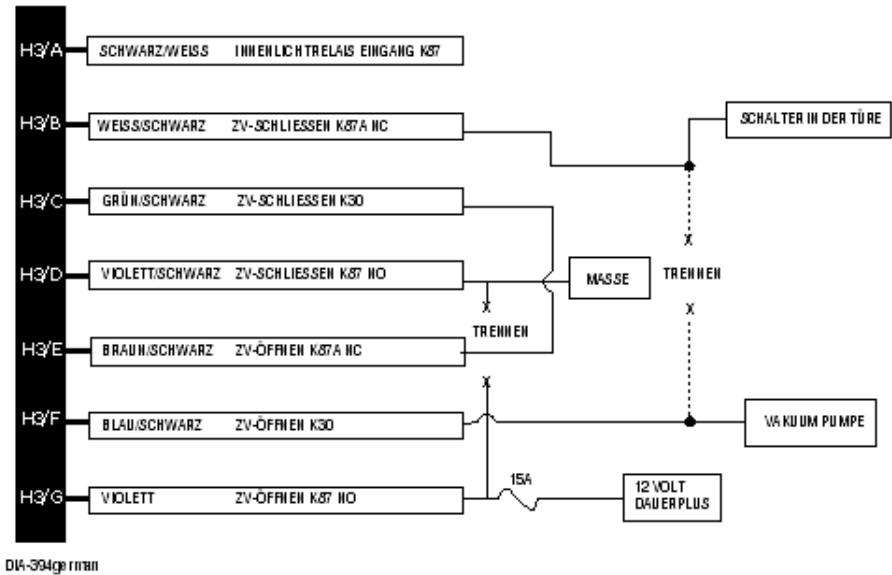 H3/A SCHWARZ/WEISS INNENLICHTRELAIS EINGANG K87
H3/B WEISS/SCHWARZ ZV-SCHLIESSEN K87A NC
SCHALTER IN DER TÜRE
H3/C GRÜN/SCHWARZ ZV-SCHLIESSEN K30
H3/D VIOLETT/SCHWARZ ZV-SCHLIESSEN K87 NO
MASSE
X
TRENNEN
X
X
TRENNEN
X
H3/E BRAUN/SCHWARZ ZV-ÖFFNEN K87A NC
H3/F BLAU/SCHWARZ ZV-ÖFFNEN K30
VAKUUM PUMPE
H3/G VIOLETT ZV-ÖFFNEN K87 NO
15A
12 VOLT
DAUERPLUS
DIA-394german